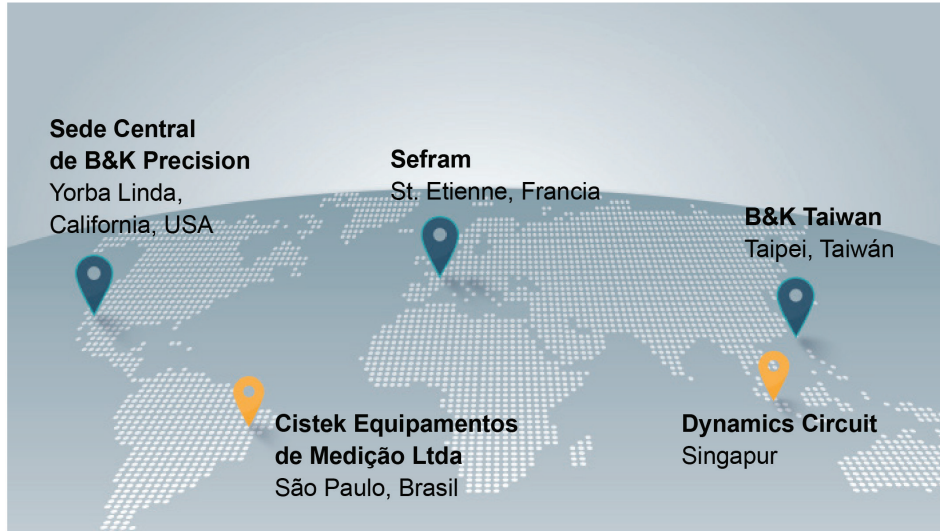 Sede Central
de B&K Precision
Yorba Linda,
California, USA
Sefram
St. Etienne, Francia
B&K Taiwan
Taipei, Taiwán
Cistek Equipamentos
de Medição Ltda
São Paulo, Brasil
Dynamics Circuit
Singapur